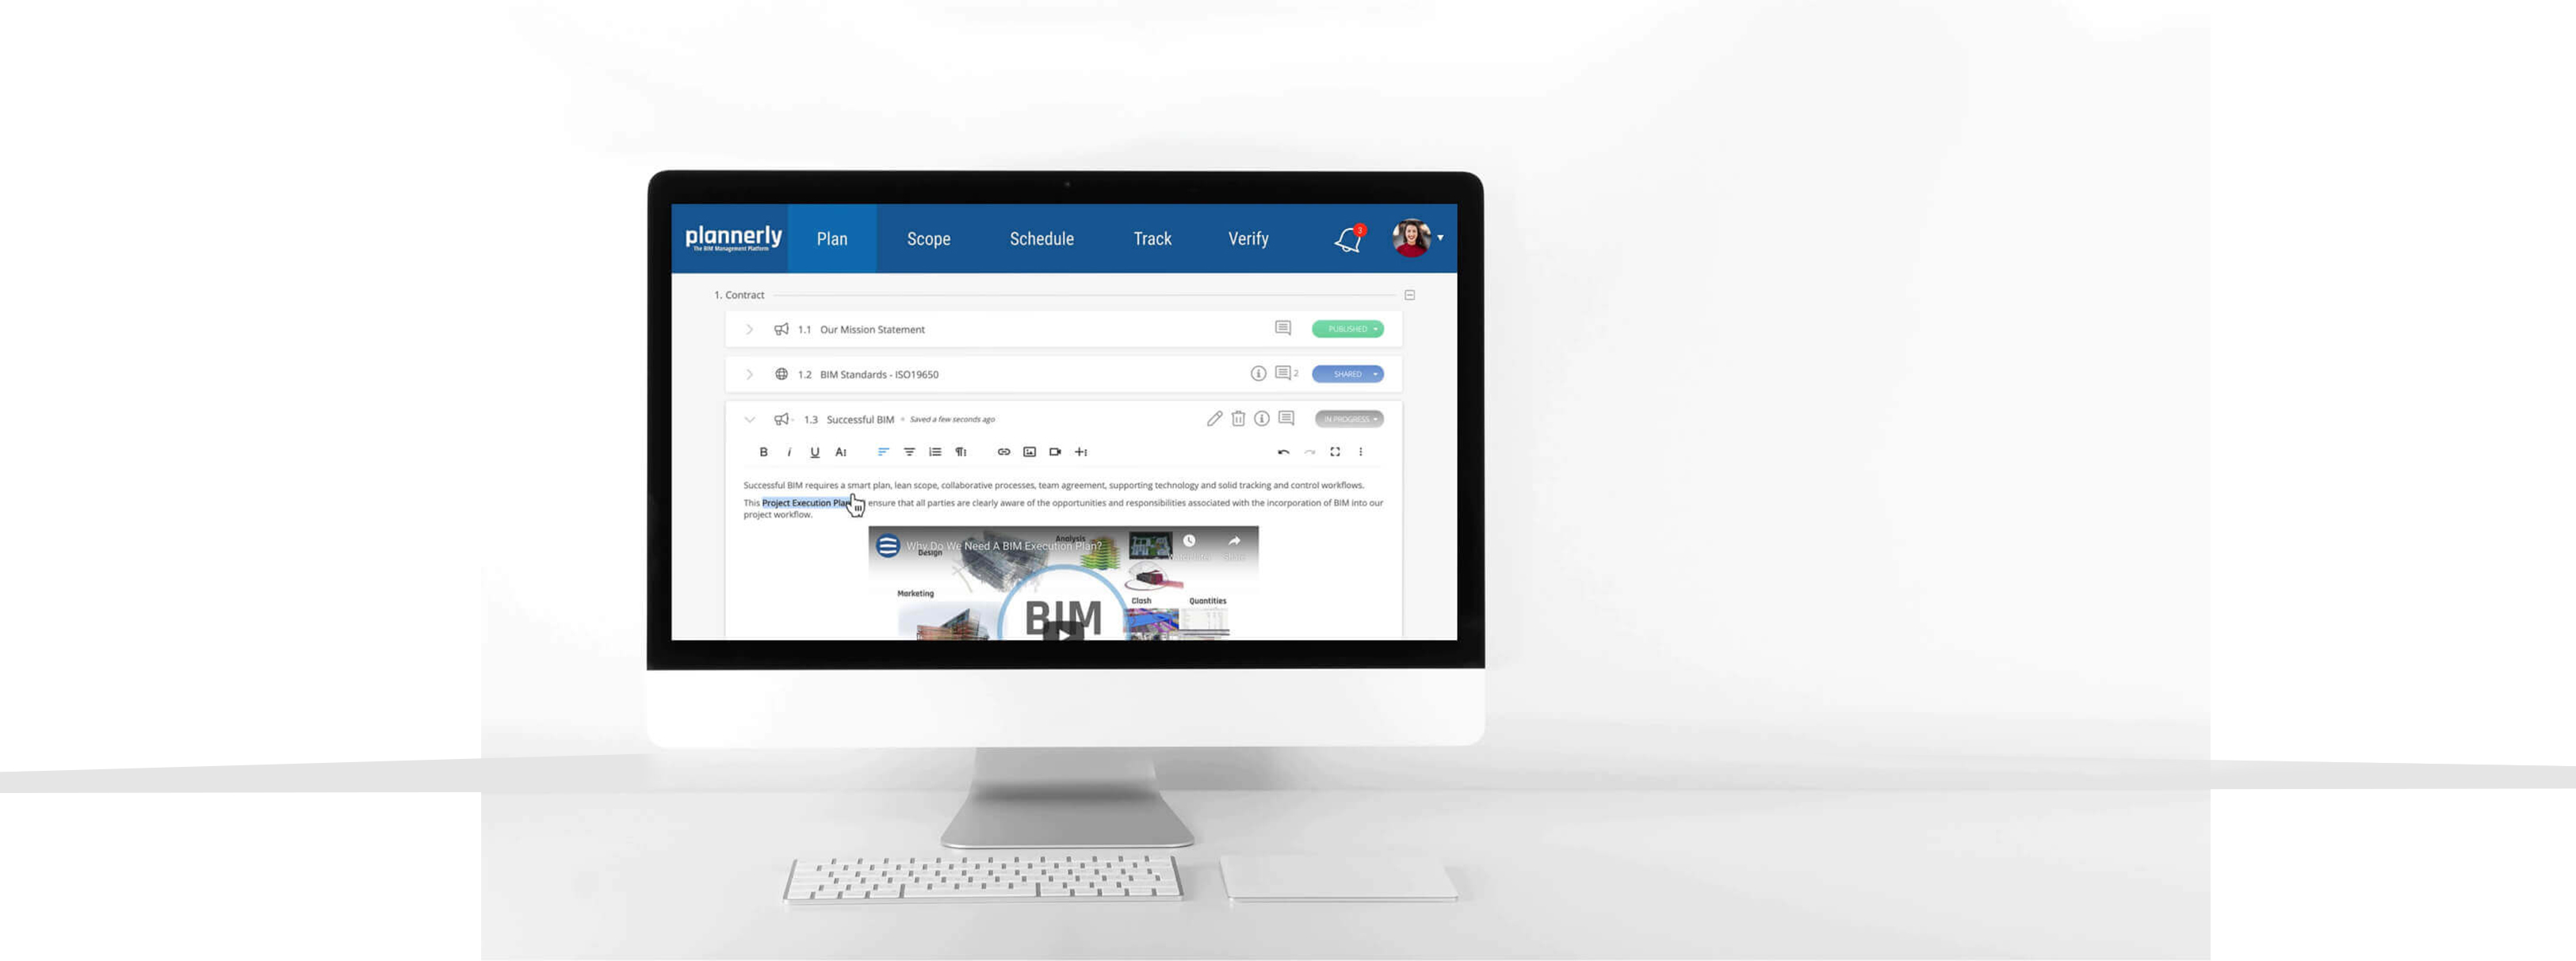 plannerly
The BIM Management Platform
Plan
Scope
Schedule
Track
Verify
3
1. Contract
1.1 Our Mission Statement
PUBLISHED
1.2 BIM Standards - ISO19650
2
SHARED
1.3 Successful BIM • Saved a few seconds ago
IN PROGRESS
B i U A
Successful BIM requires a smart plan, lean scope, collaborative processes, team agreement, supporting technology and solid tracking and control workflows.
This Project Execution Plan ensure that all parties are clearly aware of the opportunities and responsibilities associated with the incorporation of BIM into our
project workflow.
Why Do We Need A BIM Execution Plan?
Design
Analysis
Share
Marketing
Clash
Quantities
BIM